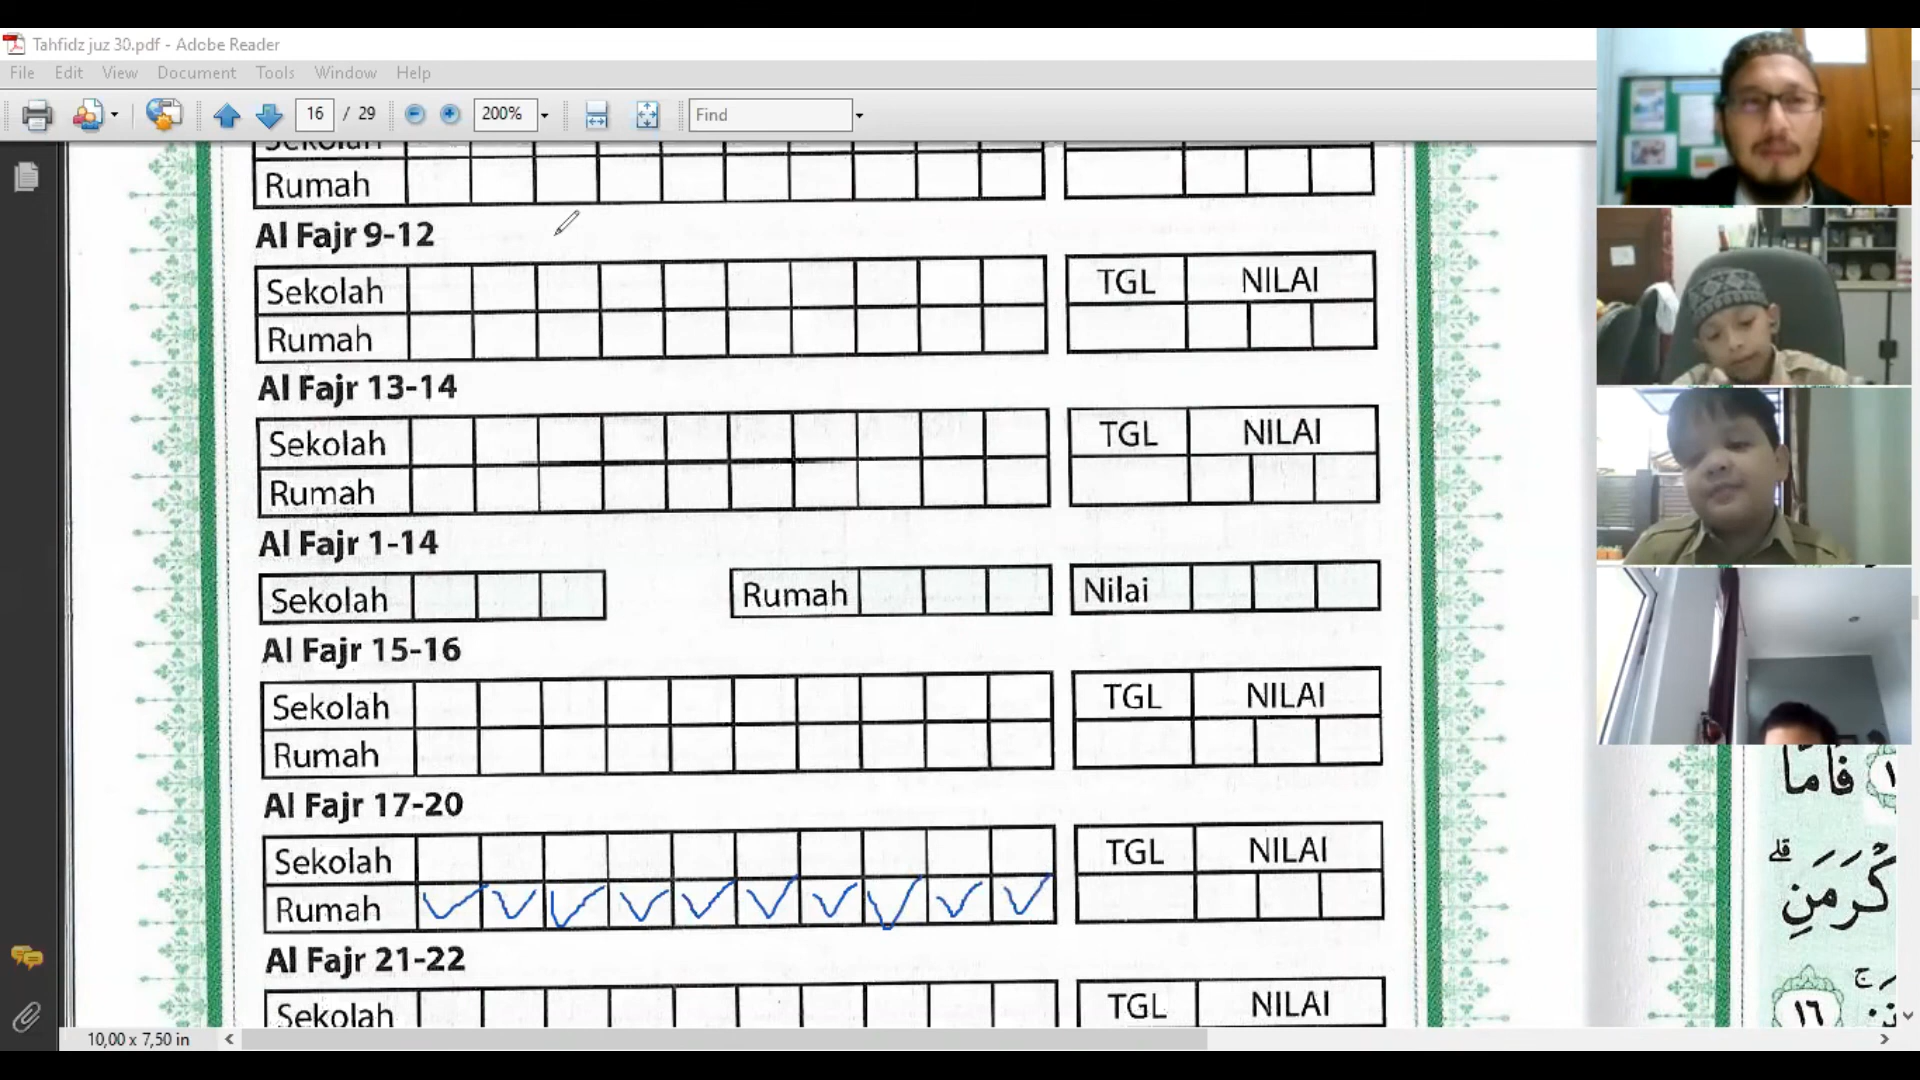 Tahfidz juz 30.pdf - Adobe Reader
File Edit View Document Tools Window Help
16 / 29 200% Find
Sekolah
Rumah
Al Fajr 9-12
Sekolah TGL NILAI
Rumah
Al Fajr 13-14
Sekolah TGL NILAI
Rumah
Al Fajr 1-14
Sekolah Rumah Nilai
Al Fajr 15-16
Sekolah TGL NILAI
Rumah
Al Fajr 17-20
Sekolah TGL NILAI
Rumah
Al Fajr 21-22
Sekolah TGL NILAI
فَأَمَّا
١٦
10,00 x 7,50 in